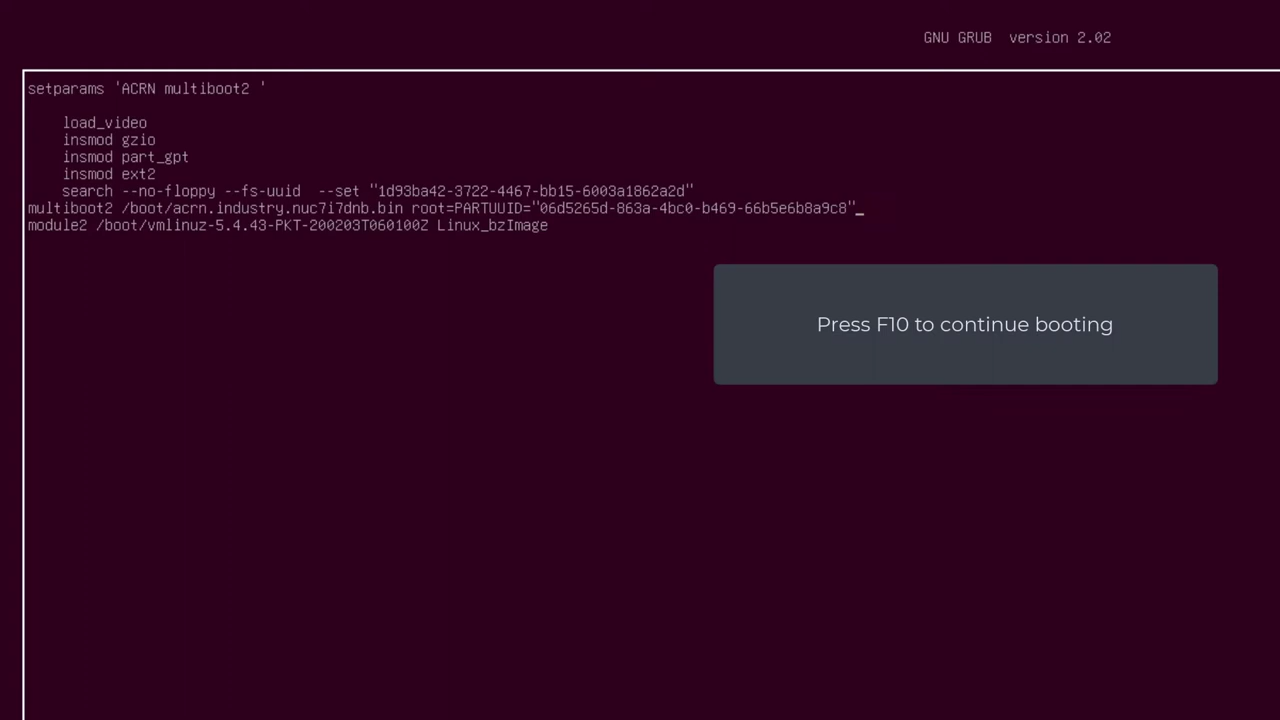 GNU GRUB version 2.02
setparams 'ACRN multiboot2 '
load_video
insmod gzio
insmod part_gpt
insmod ext2
search --no-floppy --fs-uuid --set "1d93ba42-3722-4467-bb15-6003a1862a2d"
multiboot2 /boot/acrn.industry.nuc7i7dnb.bin root=PARTUUID="06d5265d-863a-4bc0-b469-66b5e6b8a9c8"_
module2 /boot/vmlinuz-5.4.43-PKT-200203T060100Z Linux_bzImage
Press F10 to continue booting